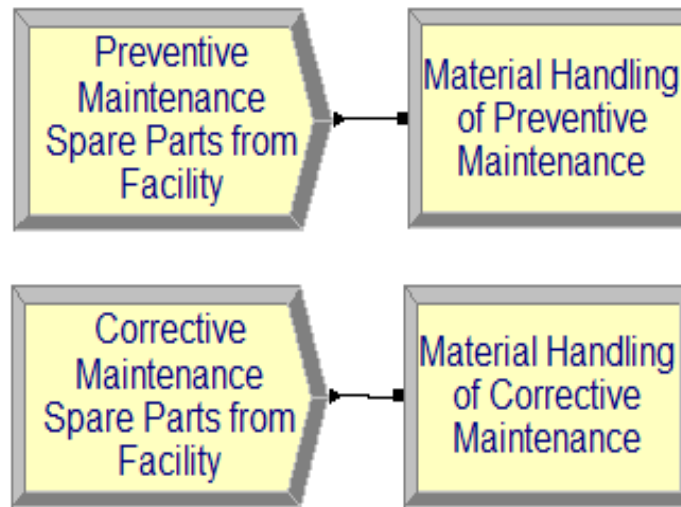 Preventive
Maintenance
Spare Parts from
Facility
Material Handling
of Preventive
Maintenance
Corrective
Maintenance
Spare Parts from
Facility
Material Handling
of Corrective
Maintenance